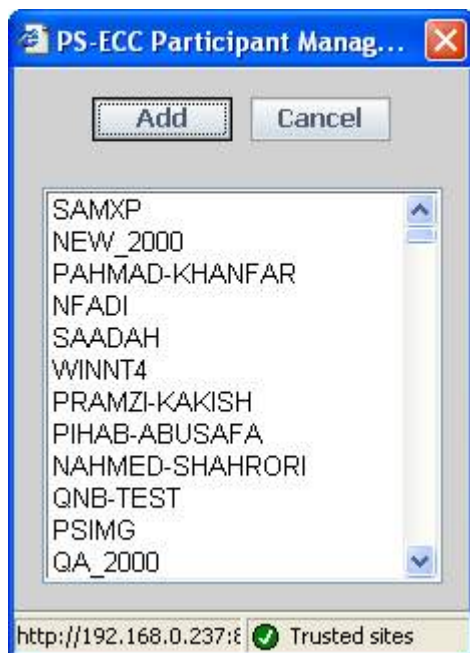 PS-ECC Participant Manag...
Add Cancel
SAMXP
NEW_2000
PAHMAD-KHANFAR
NFADI
SAADAH
WINNT4
PRAMZI-KAKISH
PIHAB-ABUSAFA
NAHMED-SHAHRORI
QNB-TEST
PSIMG
QA_2000
http://192.168.0.237:8 Trusted sites